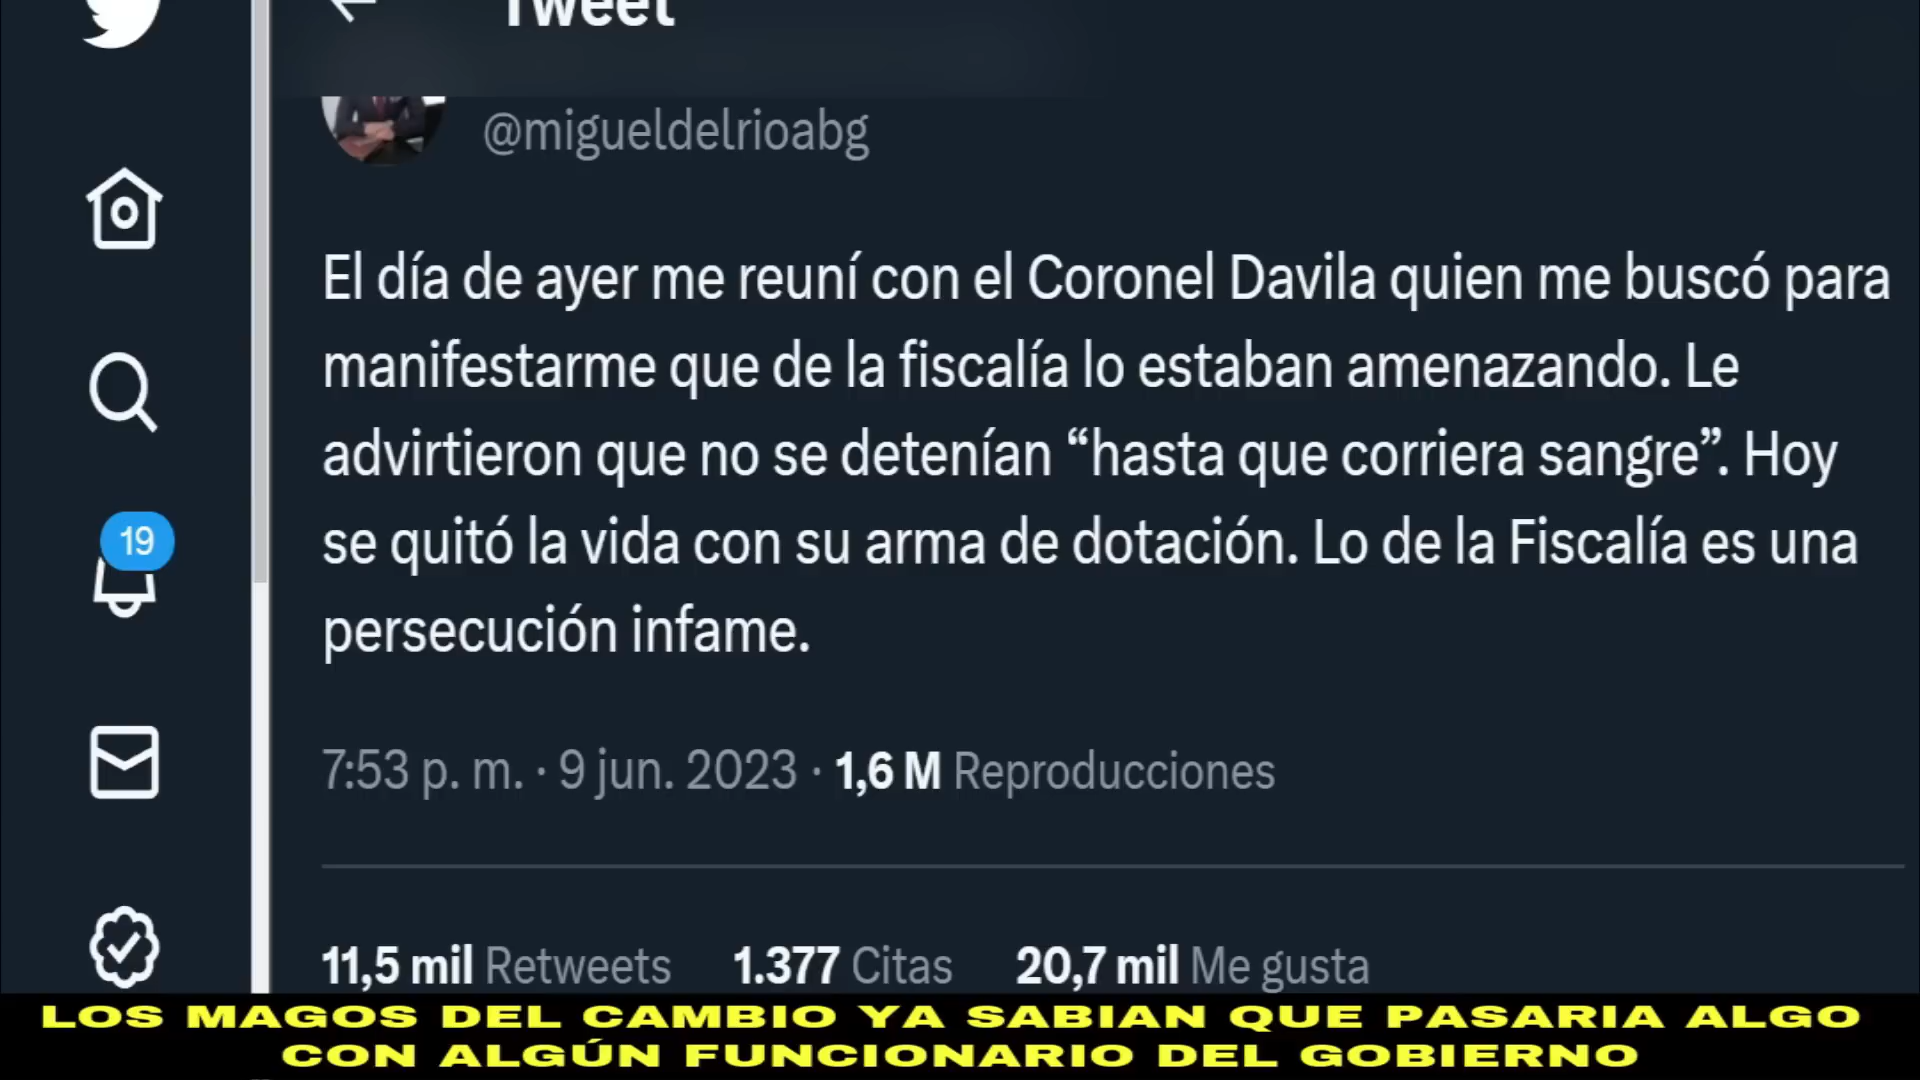 Tweet
@migueldelrioabg
El día de ayer me reuní con el Coronel Davila quien me buscó para
manifestarme que de la fiscalía lo estaban amenazando. Le
advirtieron que no se detenían “hasta que corriera sangre”. Hoy
se quitó la vida con su arma de dotación. Lo de la Fiscalía es una
persecución infame.
19
7:53 p. m. · 9 jun. 2023 · 1,6 M Reproducciones
11,5 mil Retweets 1.377 Citas 20,7 mil Me gusta
LOS MAGOS DEL CAMBIO YA SABIAN QUE PASARIA ALGO
CON ALGÚN FUNCIONARIO DEL GOBIERNO